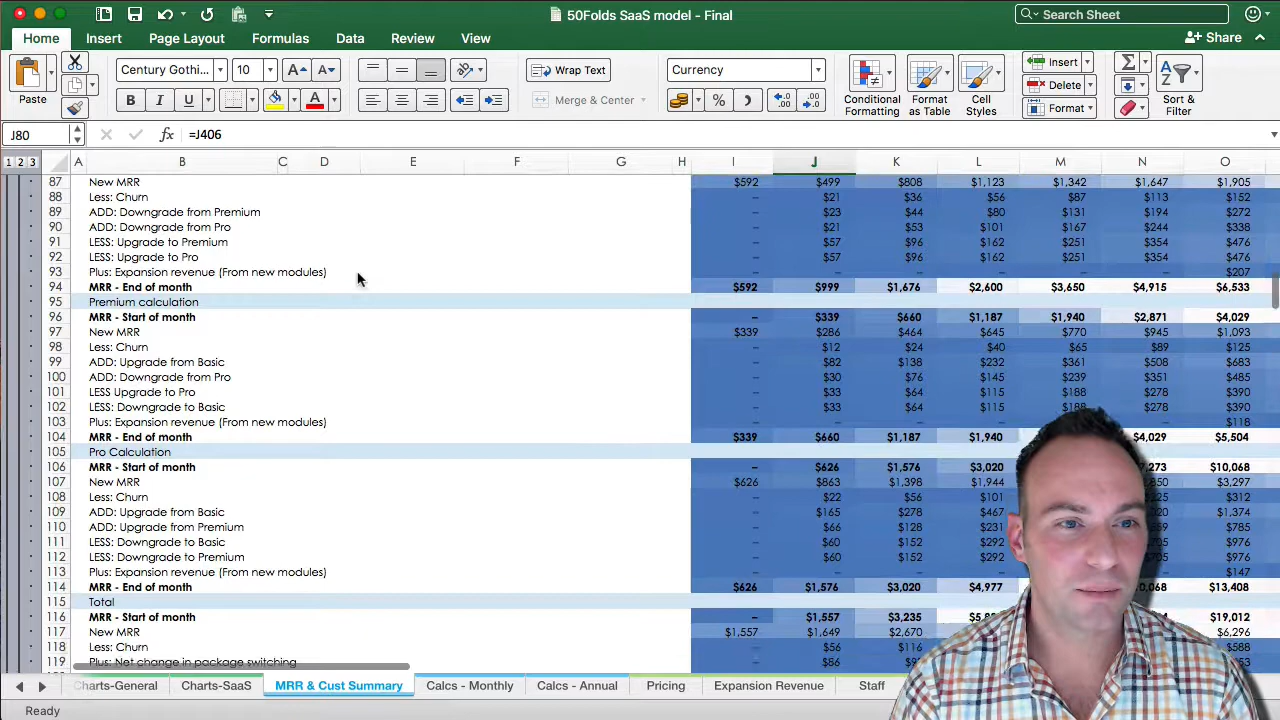 50Folds SaaS model - Final
Search Sheet
Home Insert Page Layout Formulas Data Review View Share
Paste Century Gothi... 10 Wrap Text Merge & Center Currency Conditional Formatting Format as Table Cell Styles Insert Delete Format Sort & Filter
J80 fx =J406
1 2 3 A B C D E F G H I J K L M N O
87 New MRR $592 $499 $808 $1,123 $1,342 $1,647 $1,905
88 Less: Churn – $21 $36 $56 $87 $113 $152
89 ADD: Downgrade from Premium – $23 $44 $80 $131 $194 $272
90 ADD: Downgrade from Pro – $21 $53 $101 $167 $244 $338
91 LESS: Upgrade to Premium – $57 $96 $162 $251 $354 $476
92 LESS: Upgrade to Pro – $57 $96 $162 $251 $354 $476
93 Plus: Expansion revenue (From new modules) – – – – – – $207
94 MRR - End of month $592 $999 $1,676 $2,600 $3,650 $4,915 $6,533
95 Premium calculation
96 MRR - Start of month – $339 $660 $1,187 $1,940 $2,871 $4,029
97 New MRR $339 $286 $464 $645 $770 $945 $1,093
98 Less: Churn – $12 $24 $40 $65 $89 $125
99 ADD: Upgrade from Basic – $82 $138 $232 $361 $508 $683
100 ADD: Downgrade from Pro – $30 $76 $145 $239 $351 $485
101 LESS Upgrade to Pro – $33 $64 $115 $188 $278 $390
102 LESS: Downgrade to Basic – $33 $64 $115 $188 $278 $390
103 Plus: Expansion revenue (From new modules) – – – – – $118
104 MRR - End of month $339 $660 $1,187 $1,940 $4,029 $5,504
105 Pro Calculation
106 MRR - Start of month – $626 $1,576 $3,020 $10,068
107 New MRR $626 $863 $1,398 $1,944 $3,297
108 Less: Churn – $22 $56 $101 $312
109 ADD: Upgrade from Basic – $165 $278 $467 $1,374
110 ADD: Upgrade from Premium – $66 $128 $231 $785
111 LESS: Downgrade to Basic – $60 $152 $292 $976
112 LESS: Downgrade to Premium – $60 $152 $292 $976
113 Plus: Expansion revenue (From new modules) – – – – $147
114 MRR - End of month $626 $1,576 $3,020 $4,977 $13,408
115 Total
116 MRR - Start of month – $1,557 $3,235 $19,012
117 New MRR $1,557 $1,649 $2,670 $6,296
118 Less: Churn – $56 $116 $588
119 Plus: Net change in package switching – $86
Charts-General Charts-SaaS MRR & Cust Summary Calcs - Monthly Calcs - Annual Pricing Expansion Revenue Staff
Ready